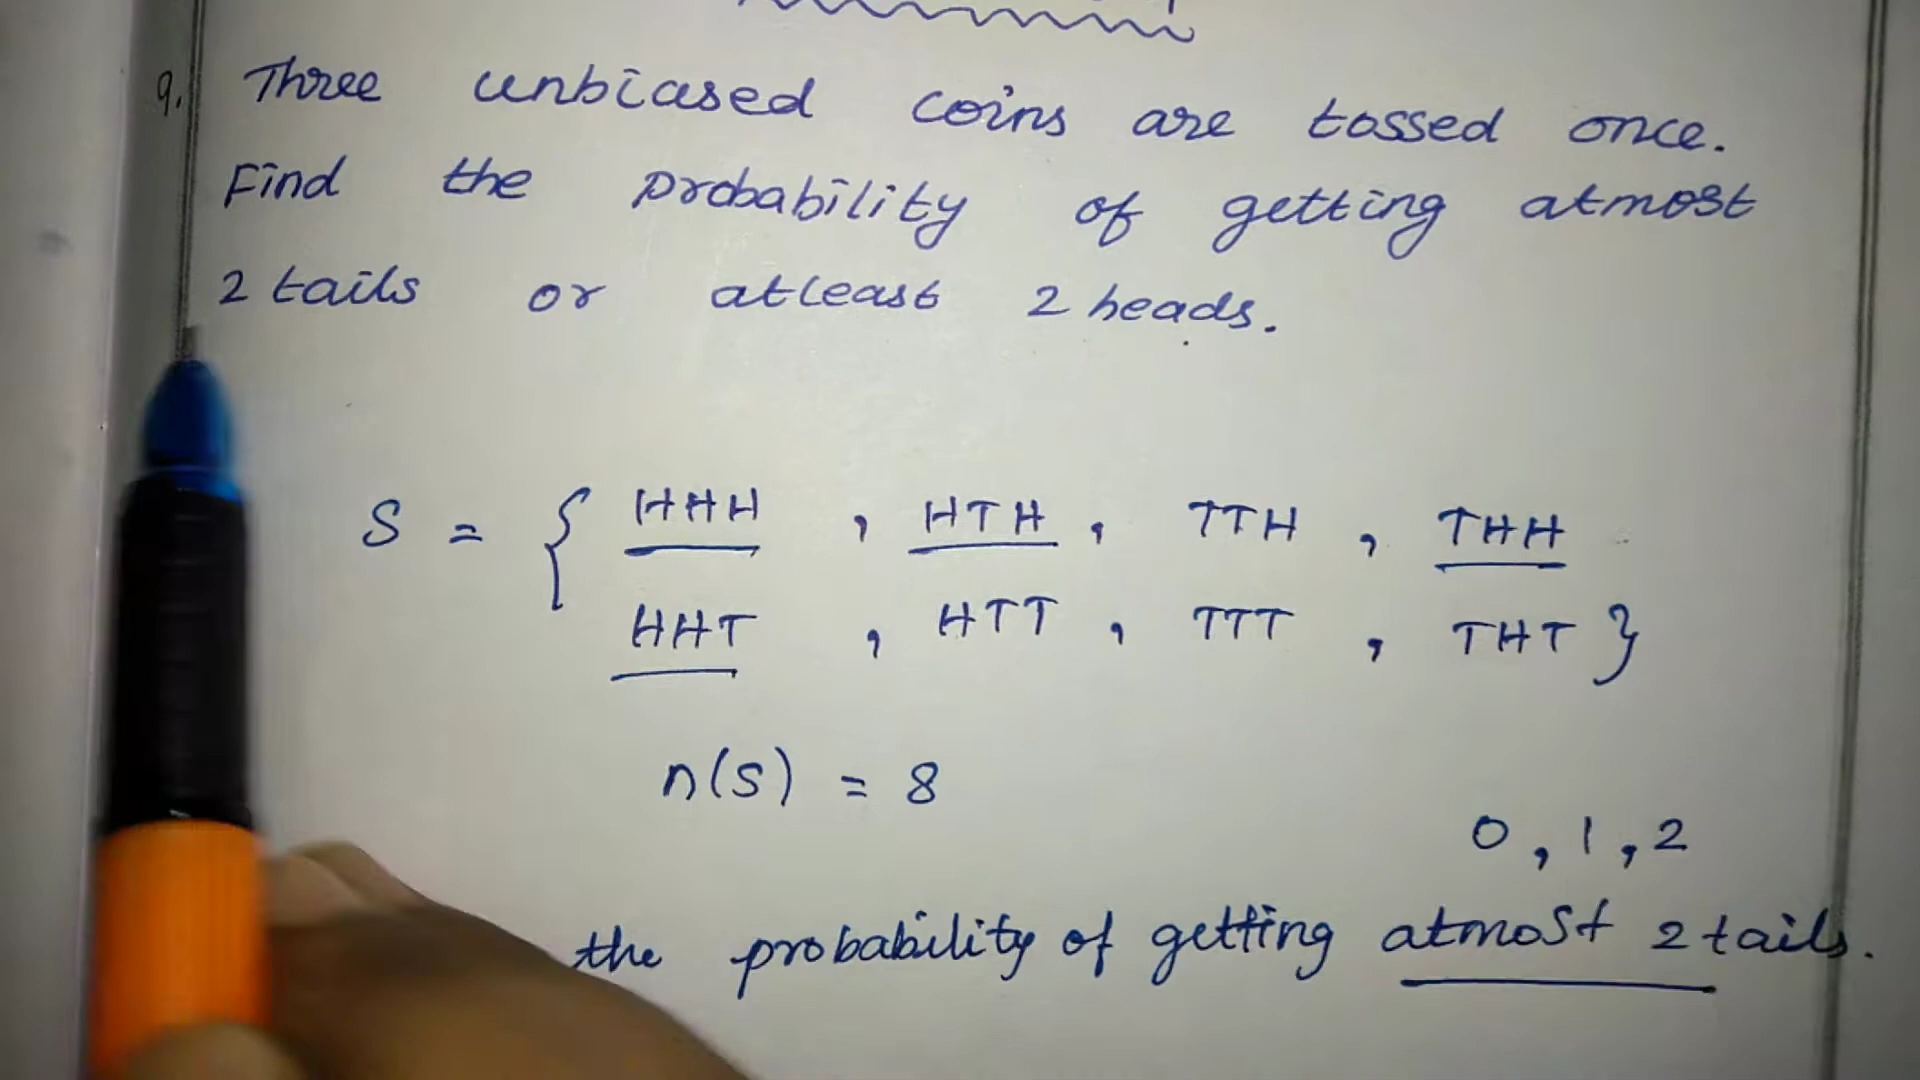 9. Three unbiased coins are tossed once.
Find the probability of getting atmost
2 tails or atleast 2 heads.
S = { HHH , HTH , TTH , THH
HHT , HTT , TTT , THT }
n(S) = 8
0 , 1 , 2
the probability of getting atmost 2 tails.